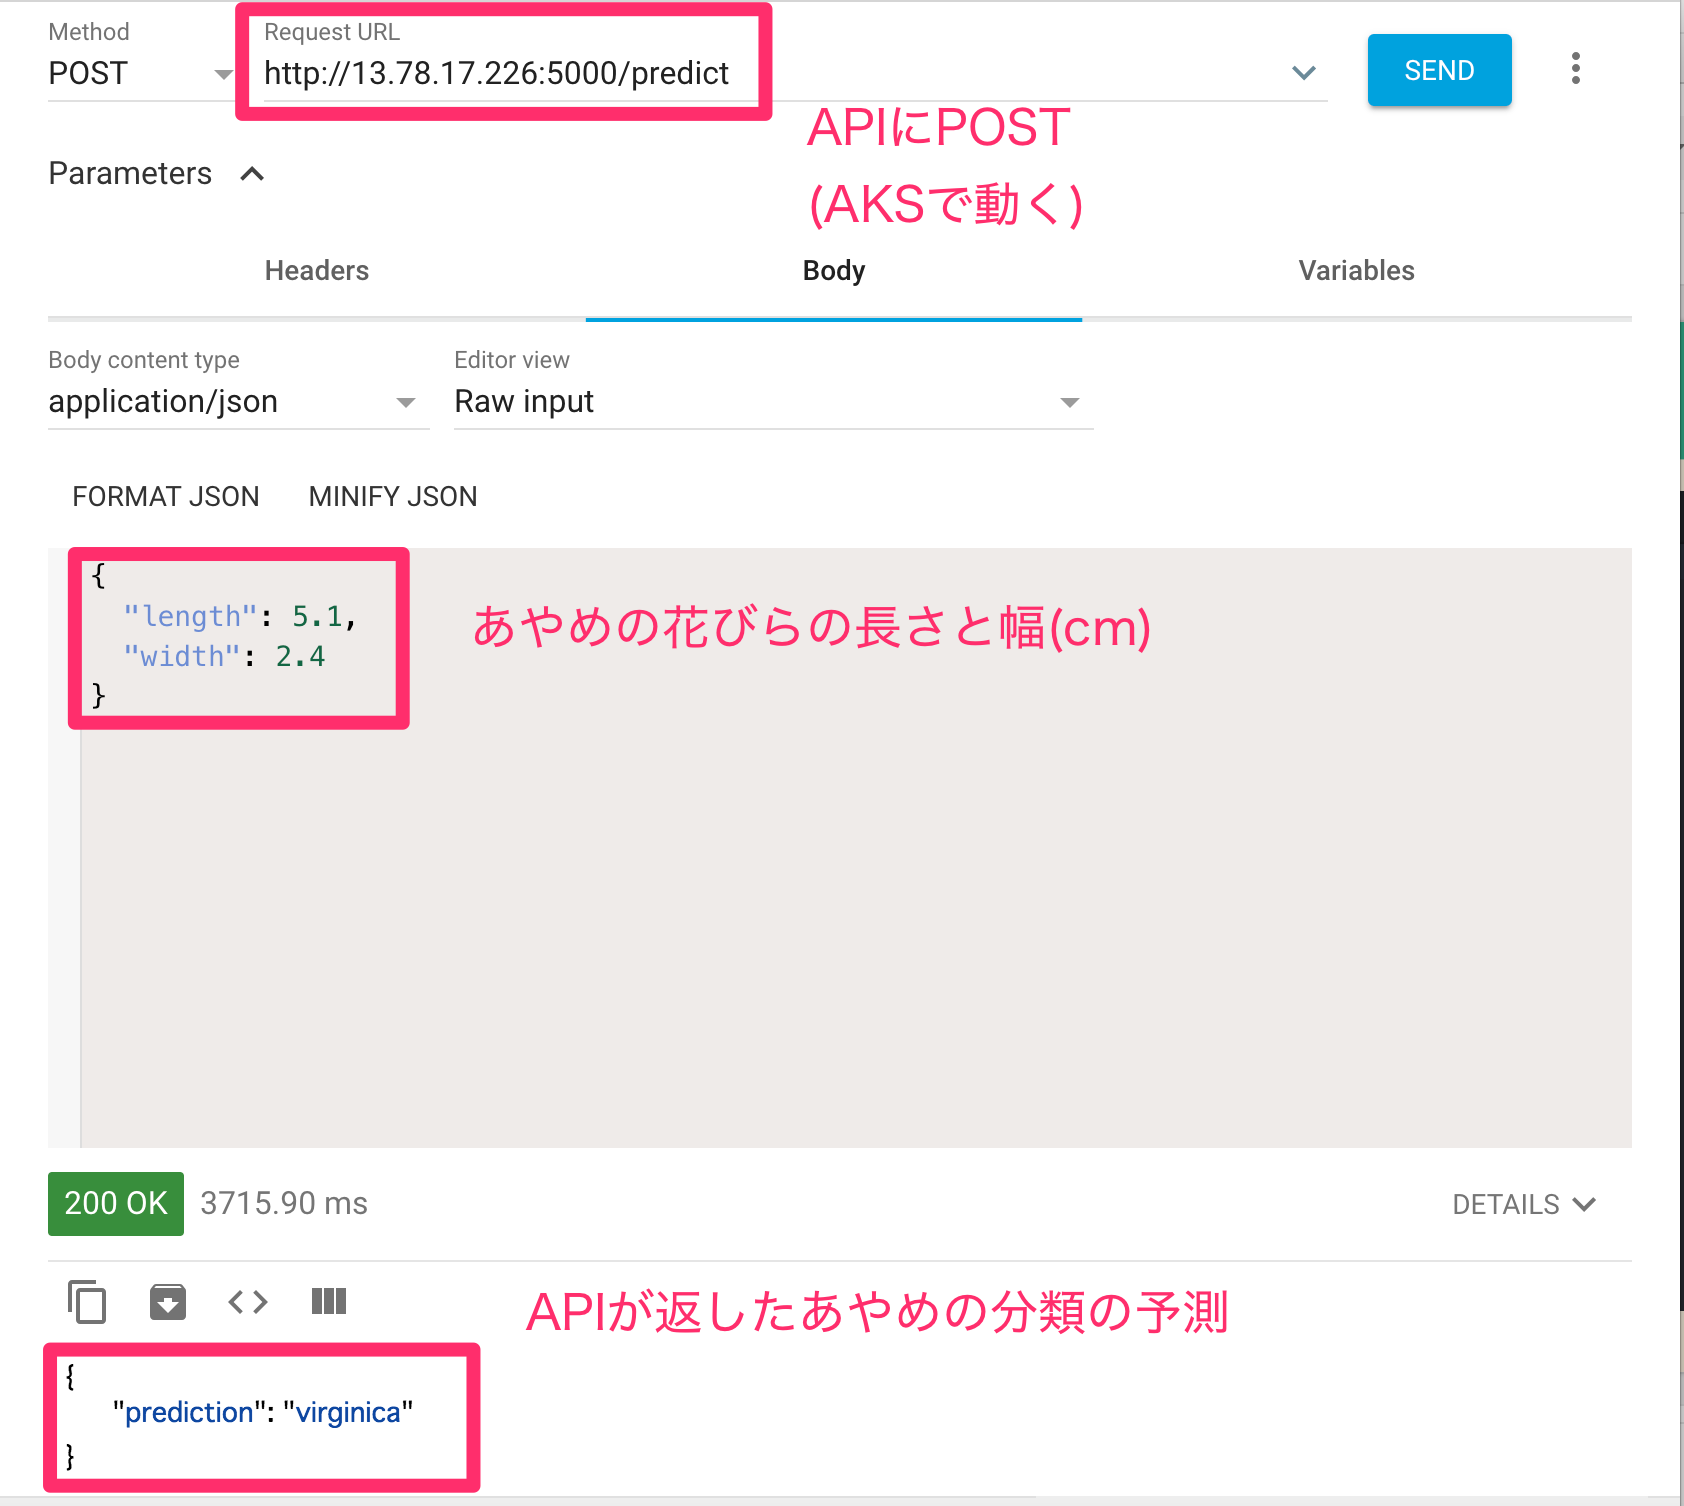 Method
POST
Request URL
http://13.78.17.226:5000/predict
SEND
APIにPOST
(AKSで動く)
Parameters
Headers
Body
Variables
Body content type
application/json
Editor view
Raw input
FORMAT JSON
MINIFY JSON
{
"length": 5.1,
"width": 2.4
}
あやめの花びらの長さと幅(cm)
200 OK
3715.90 ms
DETAILS
APIが返したあやめの分類の予測
{
"prediction": "virginica"
}